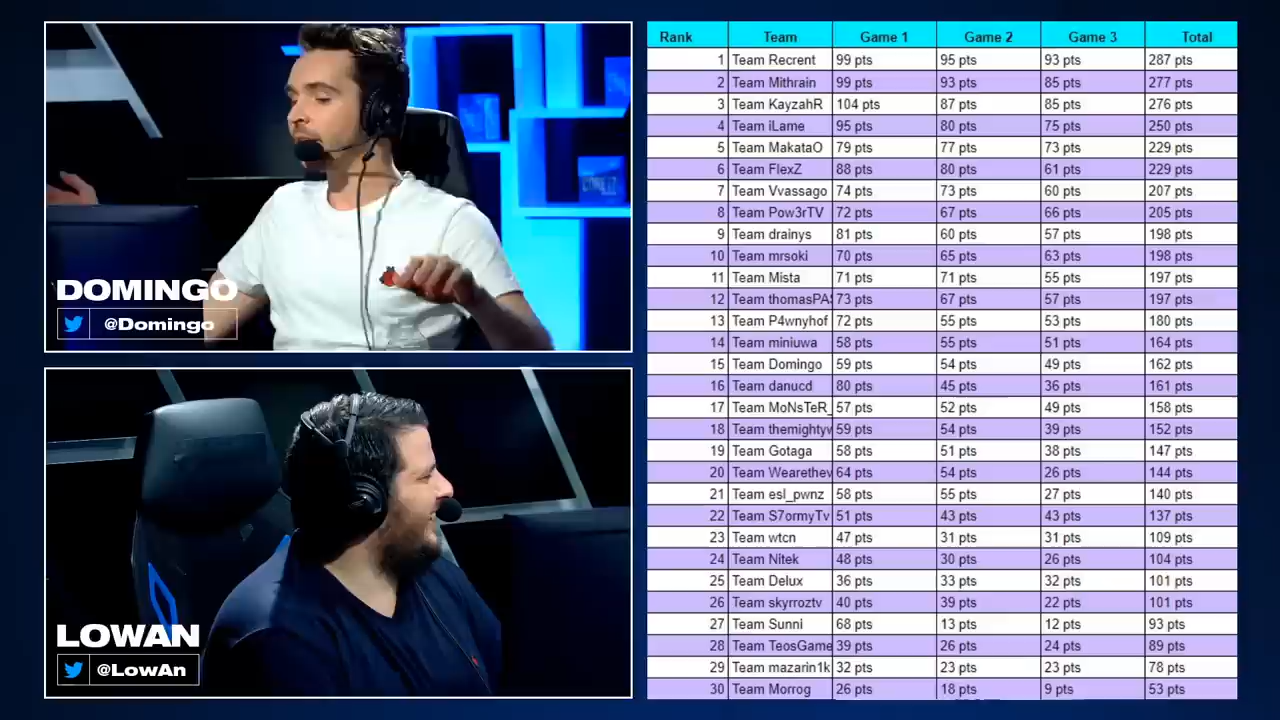 DOMINGO
@Domingo
LOWAN
@LowAn
Rank Team Game 1 Game 2 Game 3 Total
1 Team Recrent 99 pts 95 pts 93 pts 287 pts
2 Team Mithrain 99 pts 93 pts 85 pts 277 pts
3 Team KayzahR 104 pts 87 pts 85 pts 276 pts
4 Team iLame 95 pts 80 pts 75 pts 250 pts
5 Team MakataO 79 pts 77 pts 73 pts 229 pts
6 Team FlexZ 88 pts 80 pts 61 pts 229 pts
7 Team Vvassago 74 pts 73 pts 60 pts 207 pts
8 Team Pow3rTV 72 pts 67 pts 66 pts 205 pts
9 Team drainys 81 pts 60 pts 57 pts 198 pts
10 Team mrsoki 70 pts 65 pts 63 pts 198 pts
11 Team Mista 71 pts 71 pts 55 pts 197 pts
12 Team thomasPAS 73 pts 67 pts 57 pts 197 pts
13 Team P4wnyhof 72 pts 55 pts 53 pts 180 pts
14 Team miniuwa 58 pts 55 pts 51 pts 164 pts
15 Team Domingo 59 pts 54 pts 49 pts 162 pts
16 Team danucd 80 pts 45 pts 36 pts 161 pts
17 Team MoNsTeR_ 57 pts 52 pts 49 pts 158 pts
18 Team themightyw 59 pts 54 pts 39 pts 152 pts
19 Team Gotaga 58 pts 51 pts 38 pts 147 pts
20 Team Wearethev 64 pts 54 pts 26 pts 144 pts
21 Team esl_pwnz 58 pts 55 pts 27 pts 140 pts
22 Team S7ormyTv 51 pts 43 pts 43 pts 137 pts
23 Team wtcn 47 pts 31 pts 31 pts 109 pts
24 Team Nitek 48 pts 30 pts 26 pts 104 pts
25 Team Delux 36 pts 33 pts 32 pts 101 pts
26 Team skyrroztv 40 pts 39 pts 22 pts 101 pts
27 Team Sunni 68 pts 13 pts 12 pts 93 pts
28 Team TeosGame 39 pts 26 pts 24 pts 89 pts
29 Team mazarin1k 32 pts 23 pts 23 pts 78 pts
30 Team Morrog 26 pts 18 pts 9 pts 53 pts